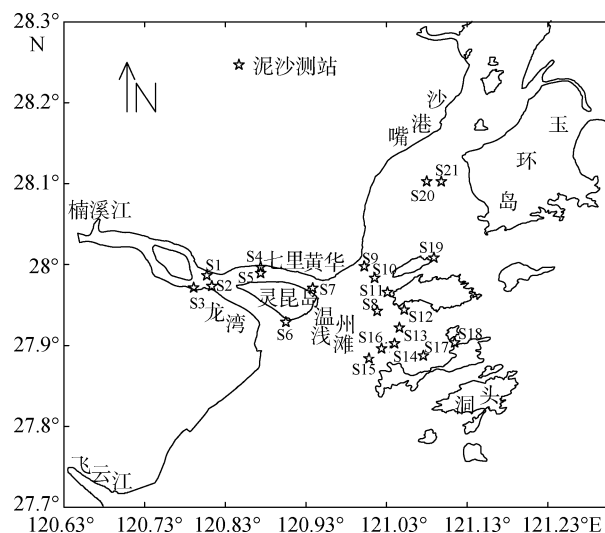 28.3°
N
28.2°
28.1°
28°
27.9°
27.8°
27.7°
120.63°
120.73°
120.83°
120.93°
121.03°
121.13°
121.23°E
N
泥沙测站
沙港嘴
玉环岛
S21
S20
楠溪江
S19
S4
七里
黄华
S9
S1
S5
S10
S2
S3
灵昆岛
S7
S11
S8
S12
龙湾
S6
温州浅滩
S16
S13
S18
S14
S17
S15
洞头
飞云江